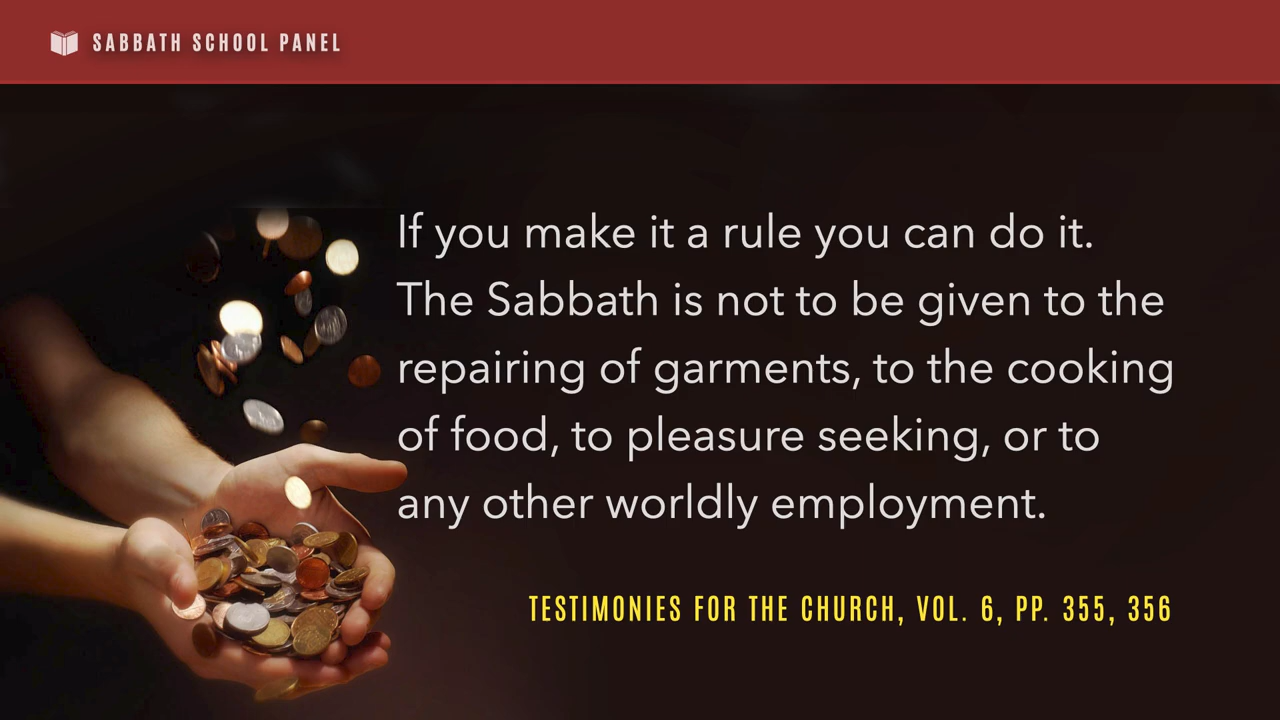 SABBATH SCHOOL PANEL
If you make it a rule you can do it.
The Sabbath is not to be given to the
repairing of garments, to the cooking
of food, to pleasure seeking, or to
any other worldly employment.
TESTIMONIES FOR THE CHURCH, VOL. 6, PP. 355, 356